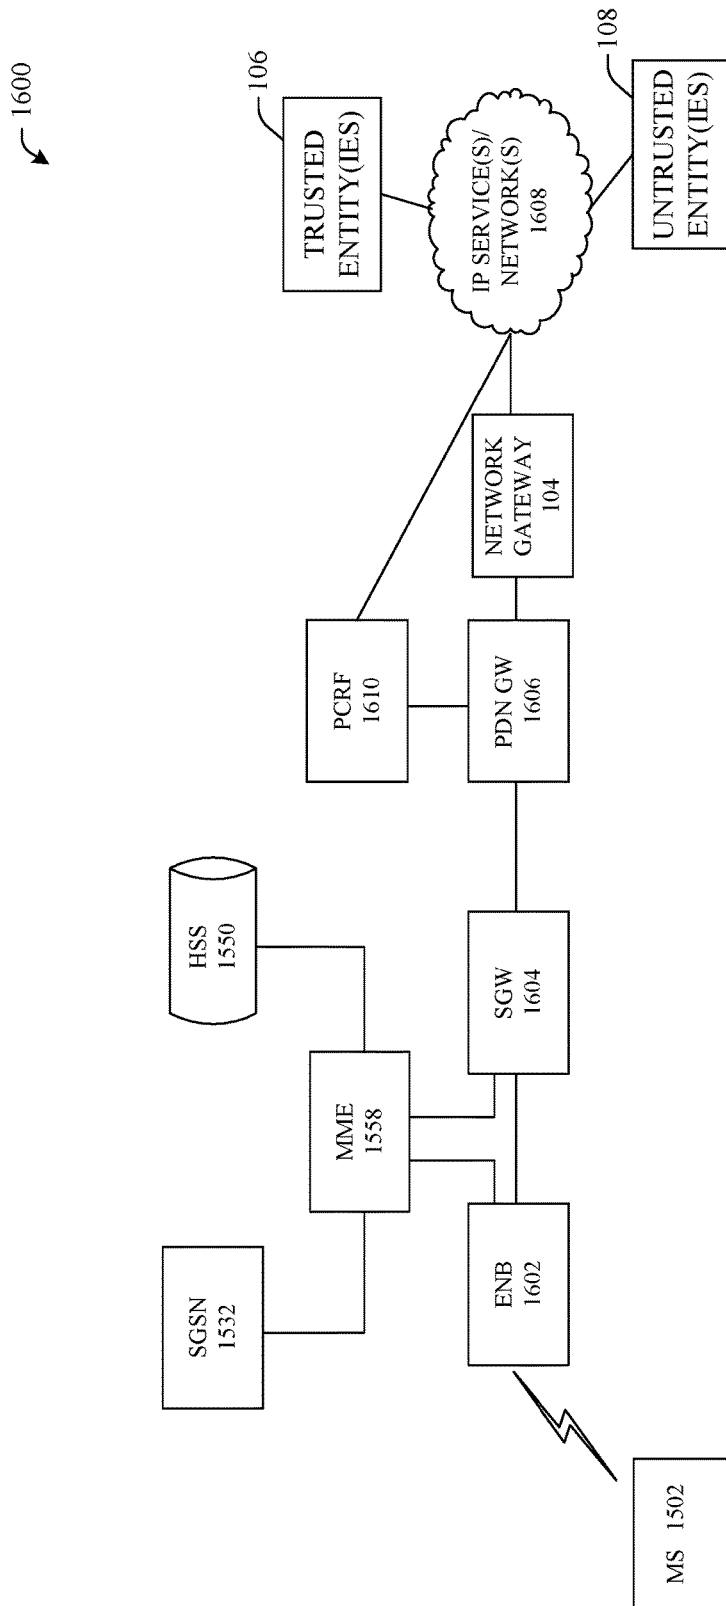 1600
106
TRUSTED
ENTITY(IES)
IP SERVICE(S)/
NETWORK(S)
1608
108
UNTRUSTED
ENTITY(IES)
NETWORK
GATEWAY
104
PCRF
1610
PDN GW
1606
HSS
1550
SGW
1604
MME
1558
SGSN
1532
ENB
1602
MS 1502